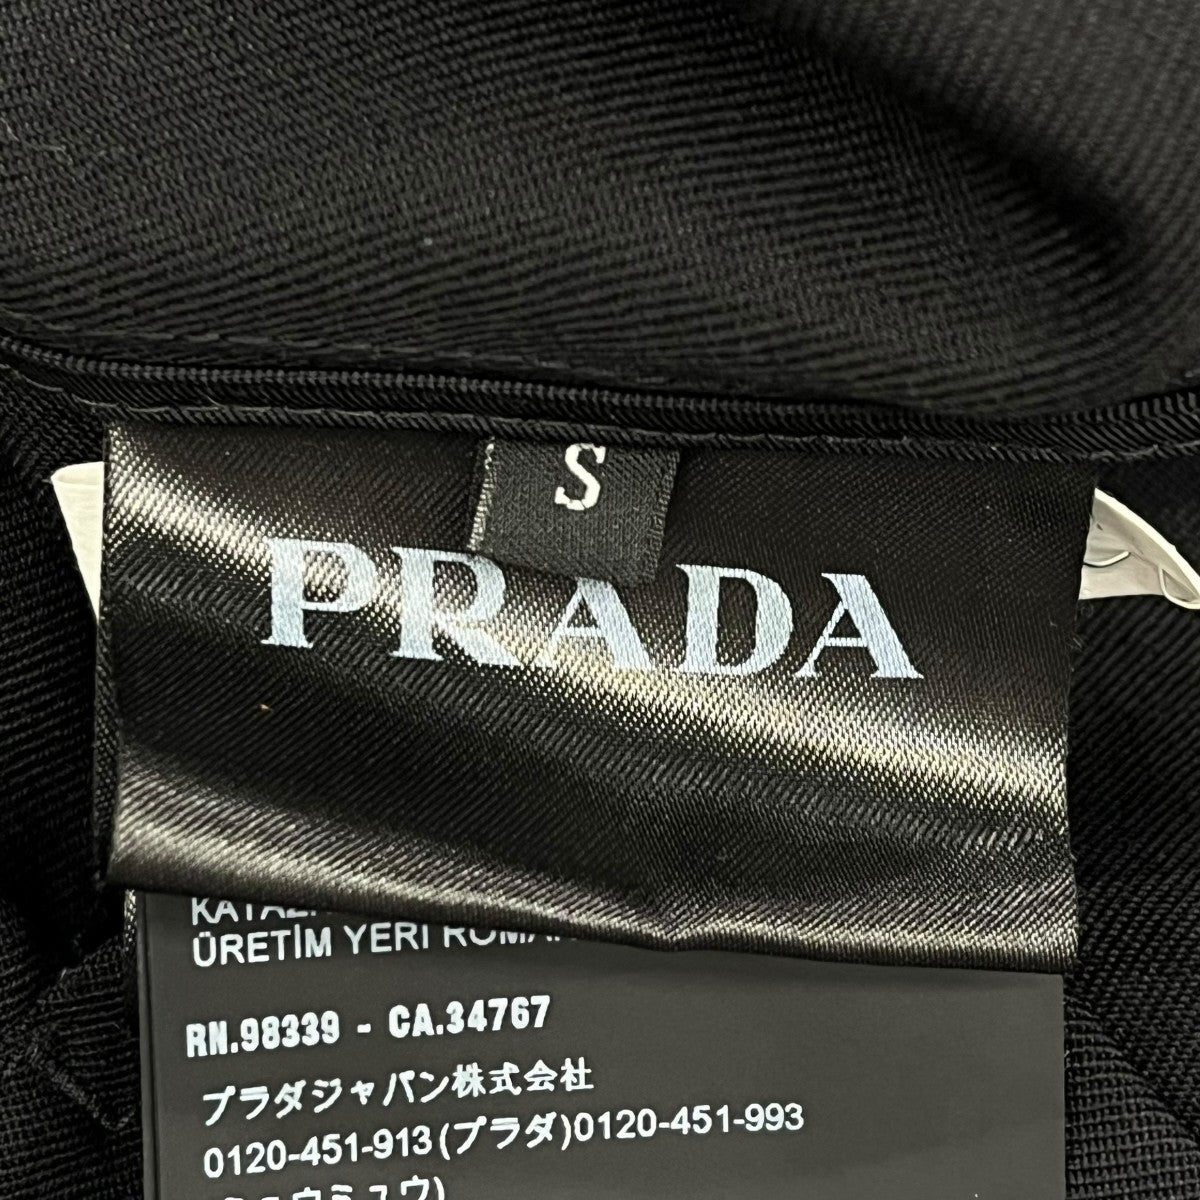 S
PRADA
ÜRETİM YERİ
RN.98339 - CA.34767
プラダジャパン株式会社
0120-451-913(プラダ)0120-451-993